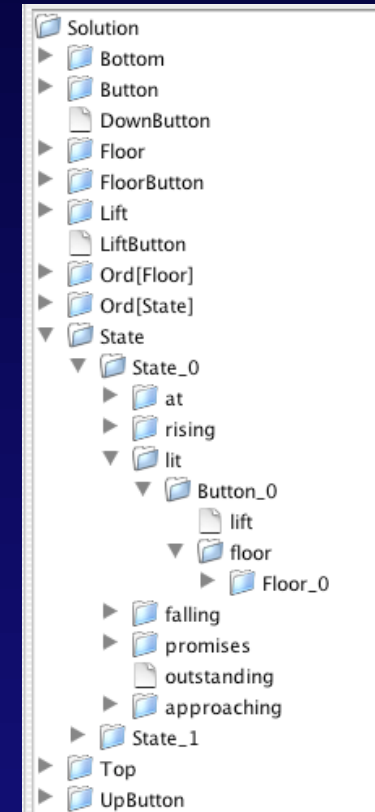 Solution
Bottom
Button
DownButton
Floor
FloorButton
Lift
LiftButton
Ord[Floor]
Ord[State]
State
State_0
at
rising
lit
Button_0
lift
floor
Floor_0
falling
promises
outstanding
approaching
State_1
Top
UpButton